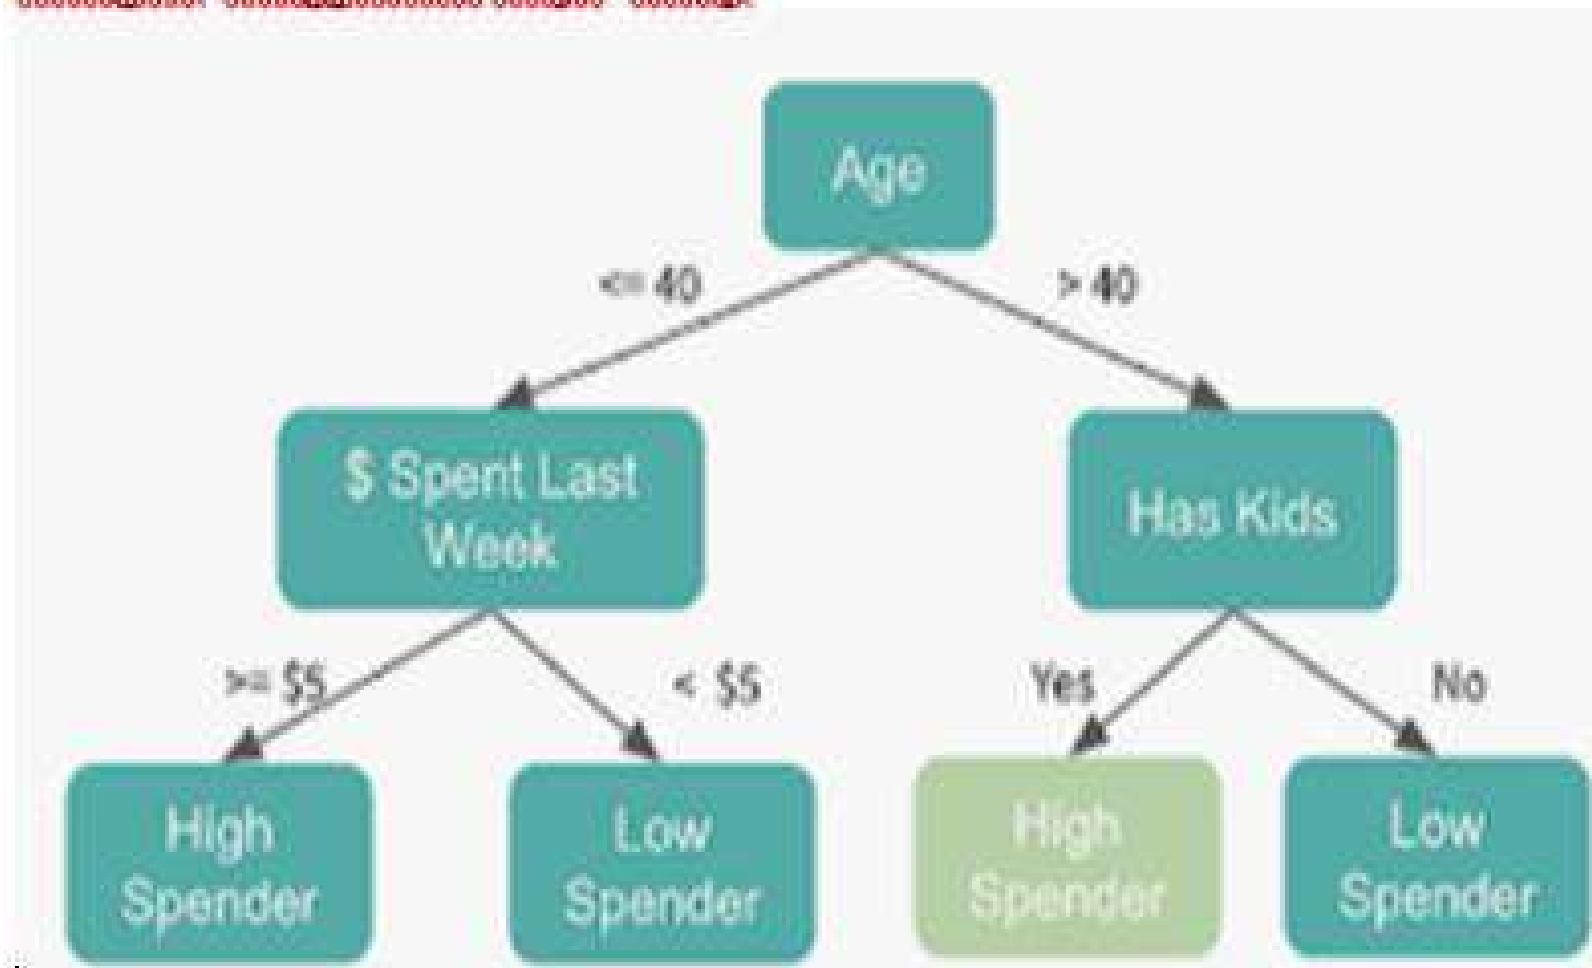 Age
<= 40
> 40
$ Spent Last
Week
Has Kids
>= $5
< $5
Yes
No
High
Spender
Low
Spender
High
Spender
Low
Spender